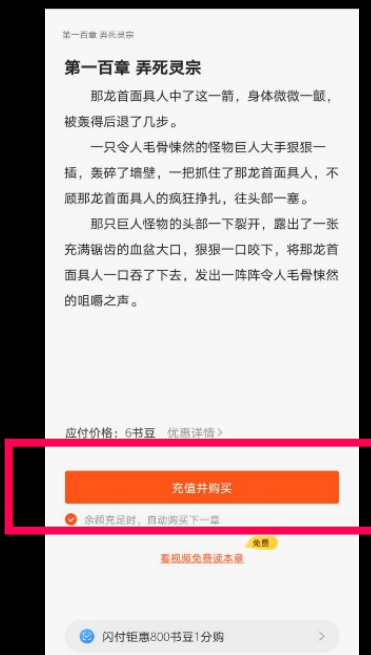 第一百章 弄死灵宗
第一百章 弄死灵宗
那龙首面具人中了这一箭，身体微微一颤，
被轰得后退了几步。
一只令人毛骨悚然的怪物巨人大手狠狠一
插，轰碎了墙壁，一把抓住了那龙首面具人，不
顾那龙首面具人的疯狂挣扎，往头部一塞。
那只巨人怪物的头部一下裂开，露出了一张
充满锯齿的血盆大口，狠狠一口咬下，将那龙首
面具人一口吞了下去，发出一阵阵令人毛骨悚然
的咀嚼之声。
应付价格：6书豆 优惠详情>
充值并购买
余额充足时，自动购买下一章
免费
看视频免费读本章
闪付钜惠800书豆1分购 >